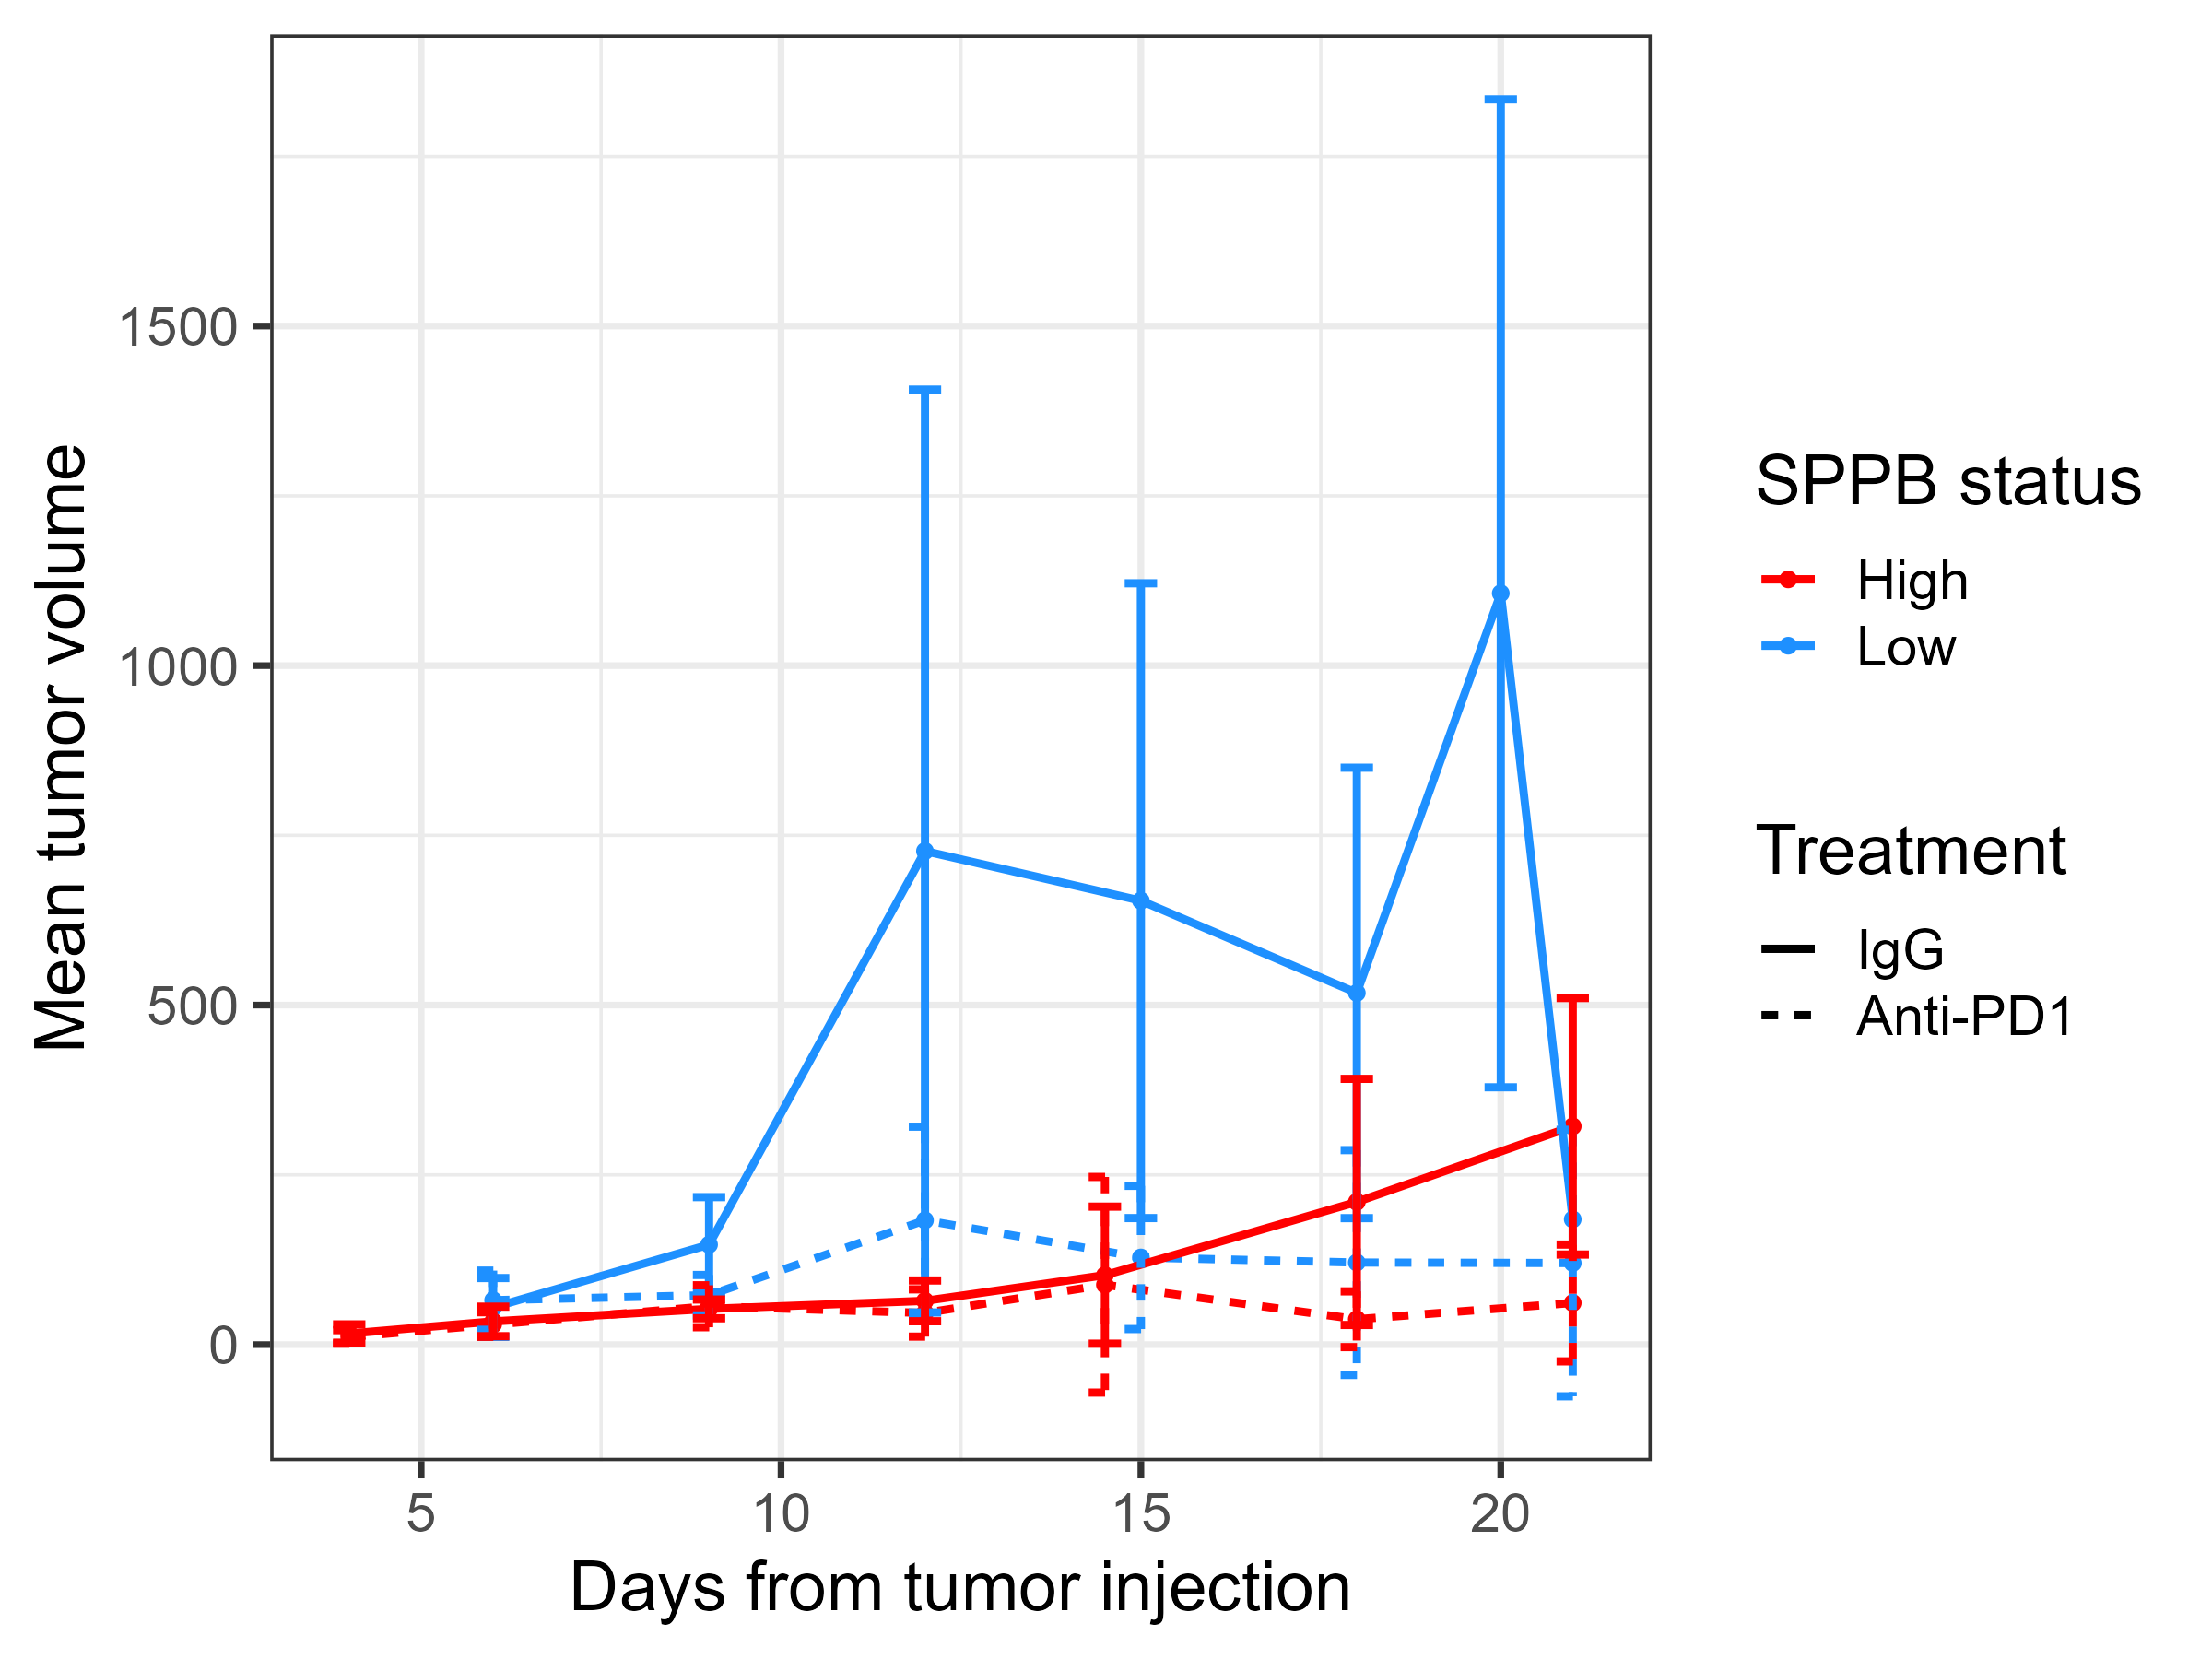 Mean tumor volume
1500
1000
500
0
5
10
15
20
Days from tumor injection
SPPB status
High
Low
Treatment
IgG
Anti-PD1